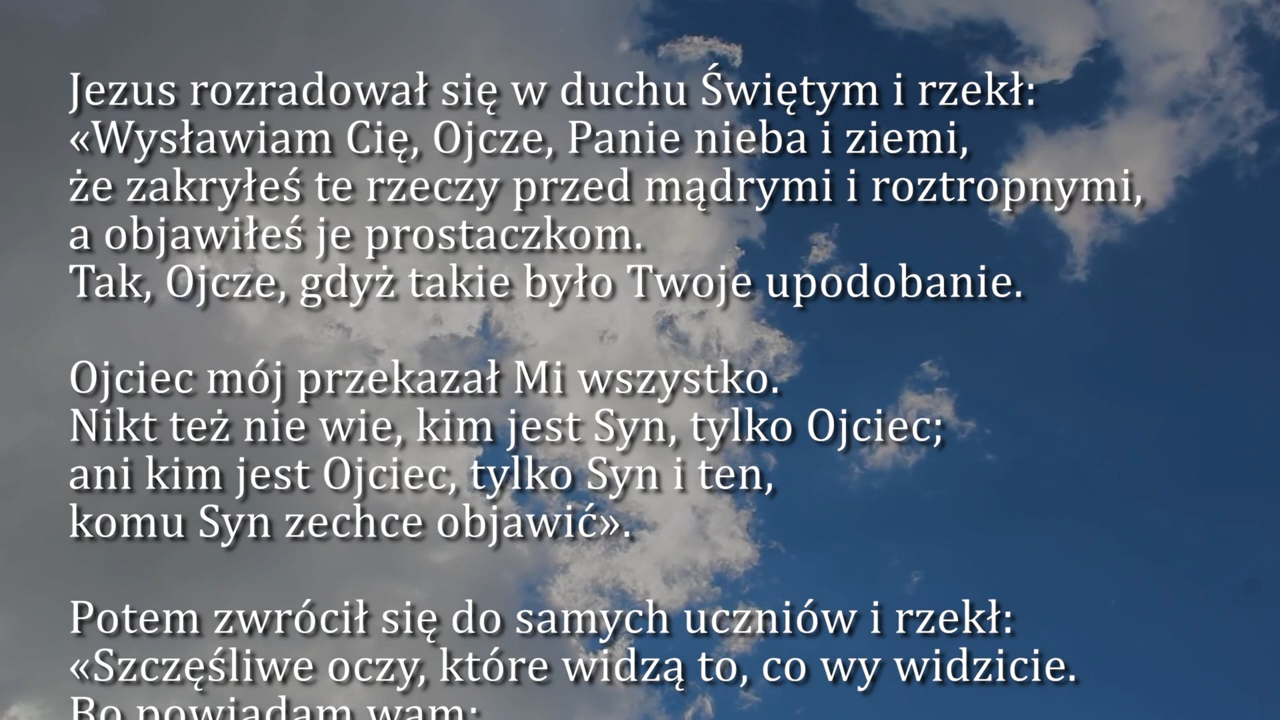 Jezus rozradował się w duchu Świętym i rzekł:
«Wysławiam Cię, Ojcze, Panie nieba i ziemi,
że zakryłeś te rzeczy przed mądrymi i roztropnymi,
a objawiłeś je prostaczkom.
Tak, Ojcze, gdyż takie było Twoje upodobanie.
Ojciec mój przekazał Mi wszystko.
Nikt też nie wie, kim jest Syn, tylko Ojciec;
ani kim jest Ojciec, tylko Syn i ten,
komu Syn zechce objawić».
Potem zwrócił się do samych uczniów i rzekł:
«Szczęśliwe oczy, które widzą to, co wy widzicie.
Bo powiadam wam: